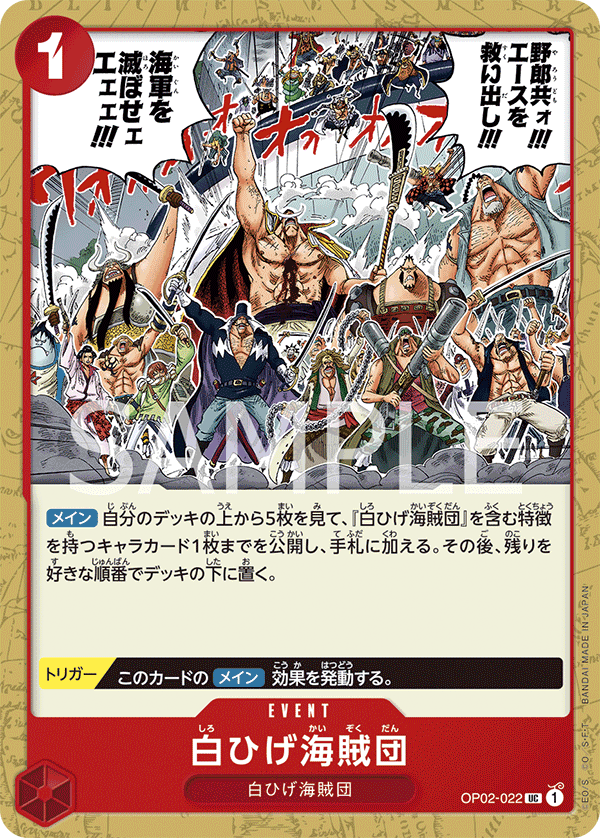 1
野郎共ォ!!!
エースを
救い出し!!!
海軍を
滅ぼせェ
エェェ!!!
オオオオ
SAMPLE
メイン 自分のデッキの上から5枚を見て、『白ひげ海賊団』を含む特徴
を持つキャラカード1枚までを公開し、手札に加える。その後、残りを
好きな順番でデッキの下に置く。
トリガー このカードの メイン 効果を発動する。
EVENT
白ひげ海賊団
白ひげ海賊団
OP02-022 UC 1
©E.O. ©O.,S.-F.,T. BANDAI MADE IN JAPAN